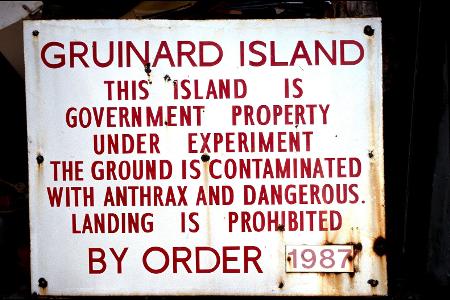 GRUINARD ISLAND
THIS ISLAND IS
GOVERNMENT PROPERTY
UNDER EXPERIMENT
THE GROUND IS CONTAMINATED
WITH ANTHRAX AND DANGEROUS.
LANDING IS PROHIBITED
BY ORDER 1987